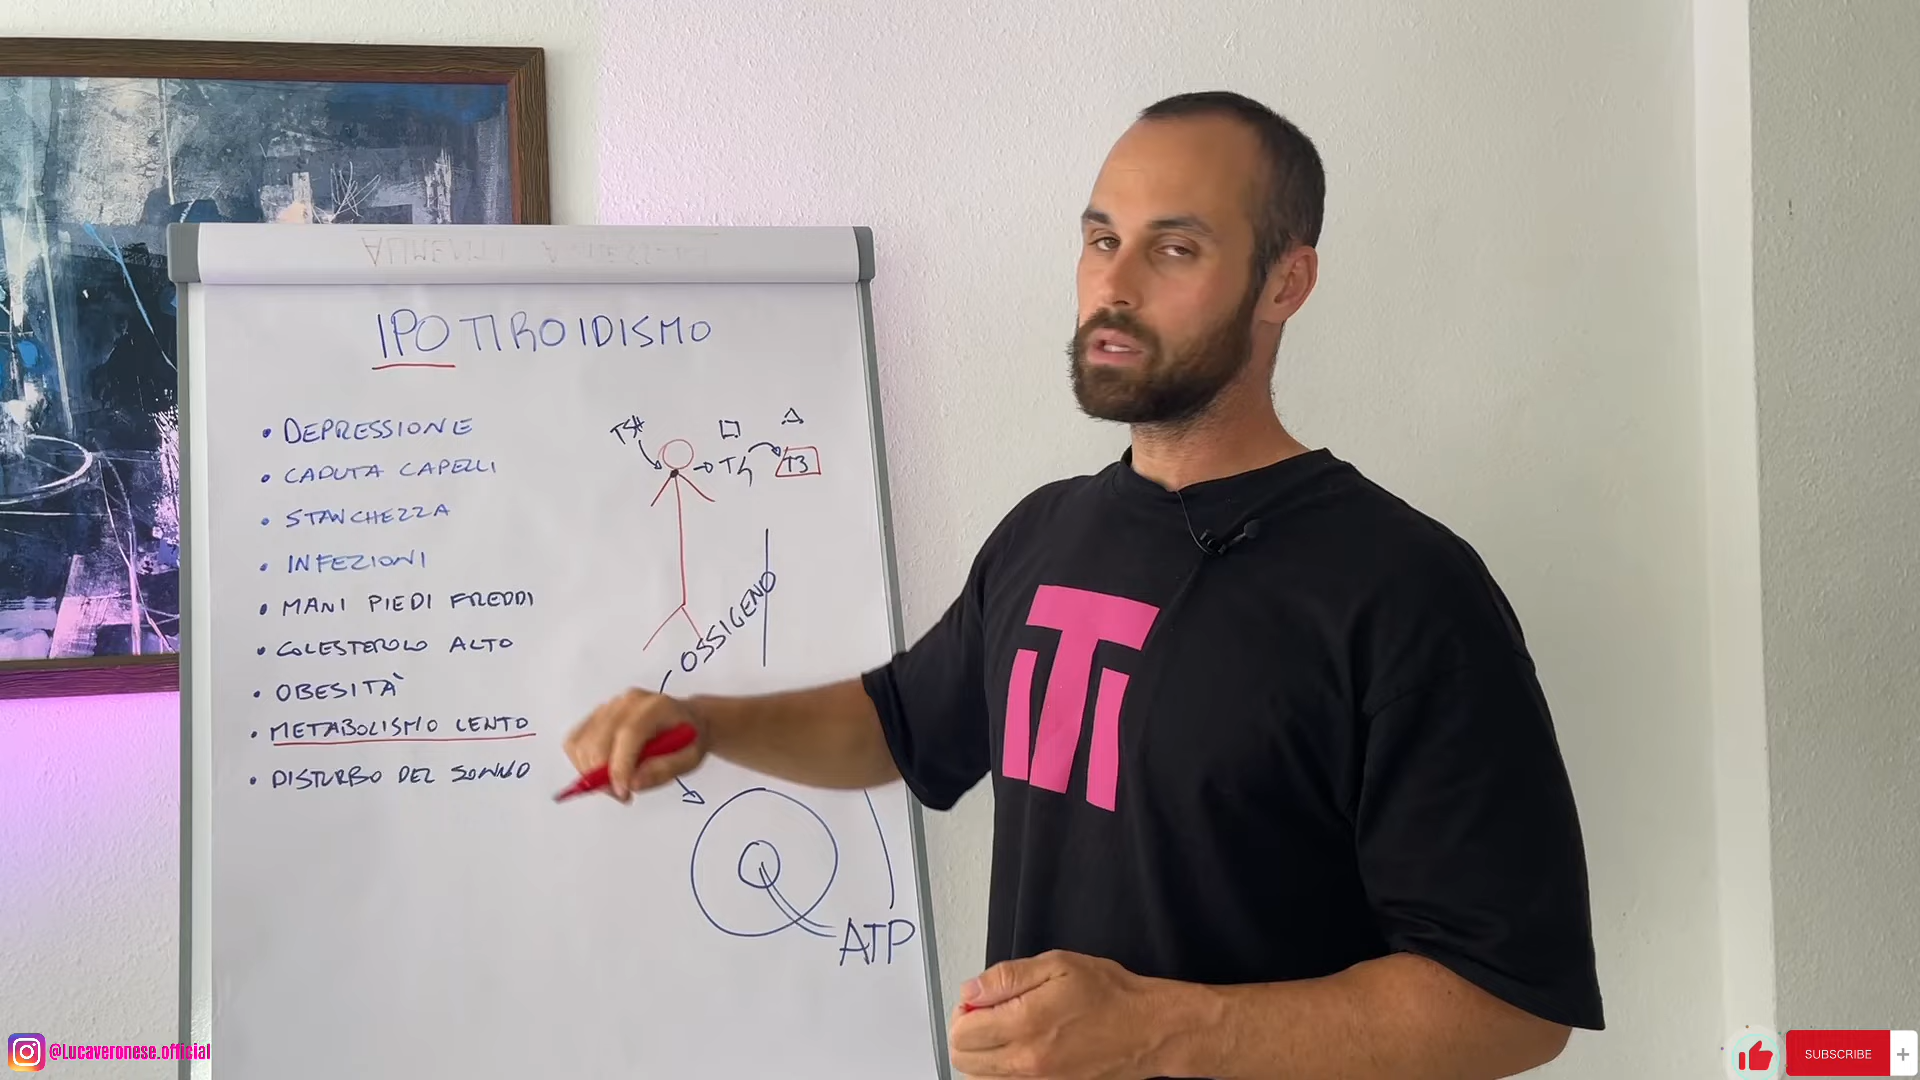 IPOTIROIDISMO
• DEPRESSIONE
• CADUTA CAPELLI
• STANCHEZZA
• INFEZIONI
• MANI PIEDI FREDDI
• COLESTEROLO ALTO
• OBESITÀ
• METABOLISMO LENTO
• DISTURBO DEL SONNO
TSH
T4
T3
OSSIGENO
ATP
@Lucaveronese.official
SUBSCRIBE